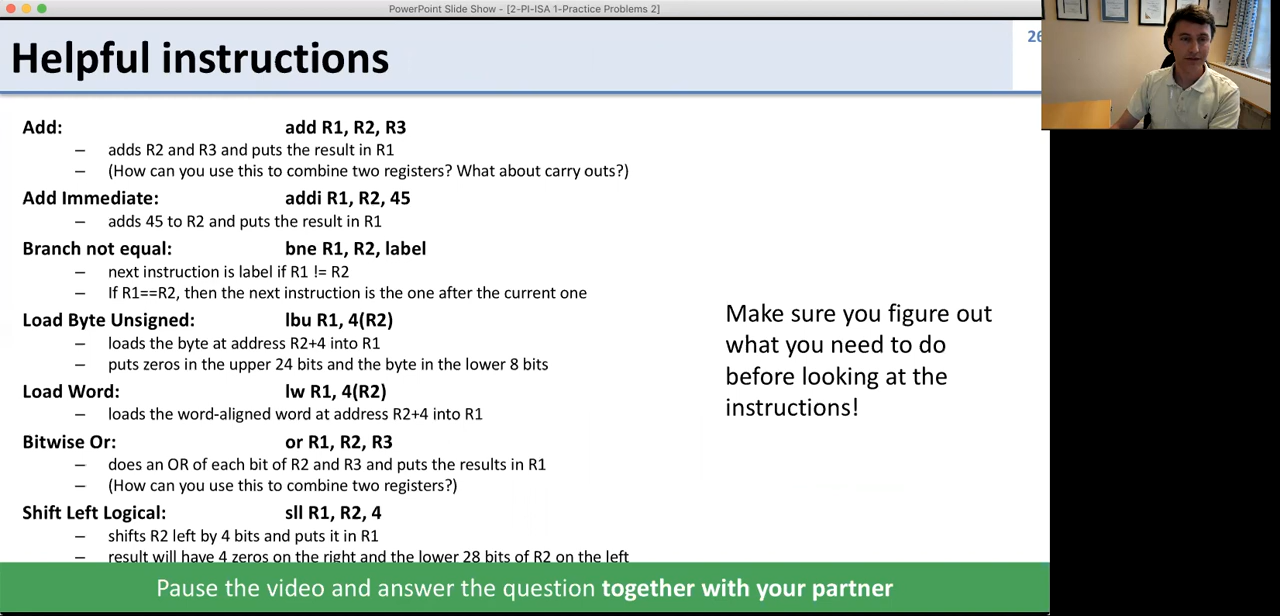 PowerPoint Slide Show - [2-PI-ISA 1-Practice Problems 2]
Helpful instructions
26
Add: add R1, R2, R3
– adds R2 and R3 and puts the result in R1
– (How can you use this to combine two registers? What about carry outs?)
Add Immediate: addi R1, R2, 45
– adds 45 to R2 and puts the result in R1
Branch not equal: bne R1, R2, label
– next instruction is label if R1 != R2
– If R1==R2, then the next instruction is the one after the current one
Load Byte Unsigned: lbu R1, 4(R2)
– loads the byte at address R2+4 into R1
– puts zeros in the upper 24 bits and the byte in the lower 8 bits
Load Word: lw R1, 4(R2)
– loads the word-aligned word at address R2+4 into R1
Bitwise Or: or R1, R2, R3
– does an OR of each bit of R2 and R3 and puts the results in R1
– (How can you use this to combine two registers?)
Shift Left Logical: sll R1, R2, 4
– shifts R2 left by 4 bits and puts it in R1
– result will have 4 zeros on the right and the lower 28 bits of R2 on the left
Make sure you figure out
what you need to do
before looking at the
instructions!
Pause the video and answer the question together with your partner